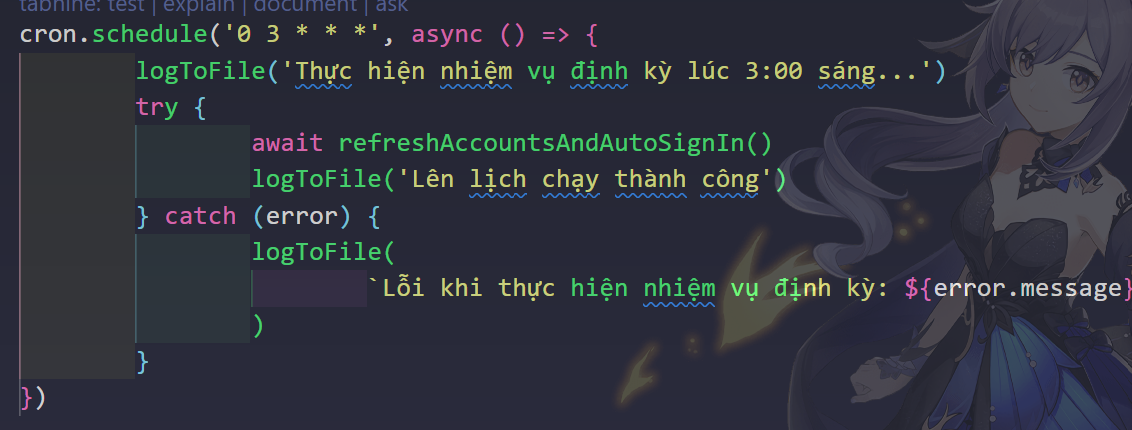 tabnine: test | explain | document | ask
cron.schedule('0 3 * * *', async () => {
logToFile('Thực hiện nhiệm vụ định kỳ lúc 3:00 sáng...')
try {
await refreshAccountsAndAutoSignIn()
logToFile('Lên lịch chạy thành công')
} catch (error) {
logToFile(
`Lỗi khi thực hiện nhiệm vụ định kỳ: ${error.message}
)
}
})